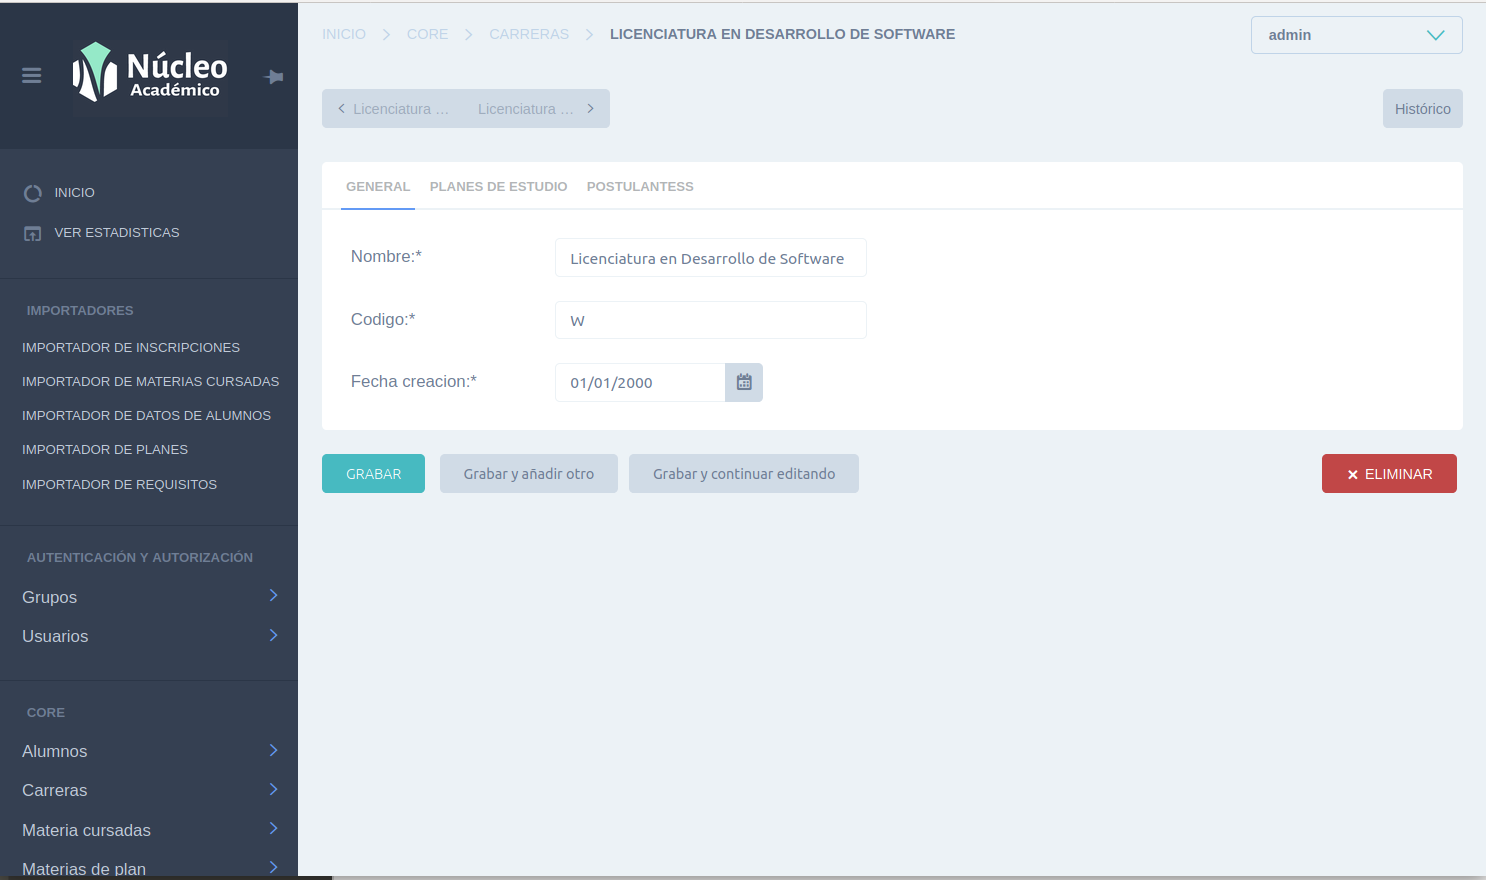 Núcleo
Académico
INICIO
VER ESTADISTICAS
IMPORTADORES
IMPORTADOR DE INSCRIPCIONES
IMPORTADOR DE MATERIAS CURSADAS
IMPORTADOR DE DATOS DE ALUMNOS
IMPORTADOR DE PLANES
IMPORTADOR DE REQUISITOS
AUTENTICACIÓN Y AUTORIZACIÓN
Grupos
Usuarios
CORE
Alumnos
Carreras
Materia cursadas
Materias de plan
INICIO CORE CARRERAS LICENCIATURA EN DESARROLLO DE SOFTWARE
admin
Licenciatura ... Licenciatura ...
Histórico
GENERAL PLANES DE ESTUDIO POSTULANTESS
Nombre:* Licenciatura en Desarrollo de Software
Codigo:* W
Fecha creacion:* 01/01/2000
GRABAR Grabar y añadir otro Grabar y continuar editando ELIMINAR